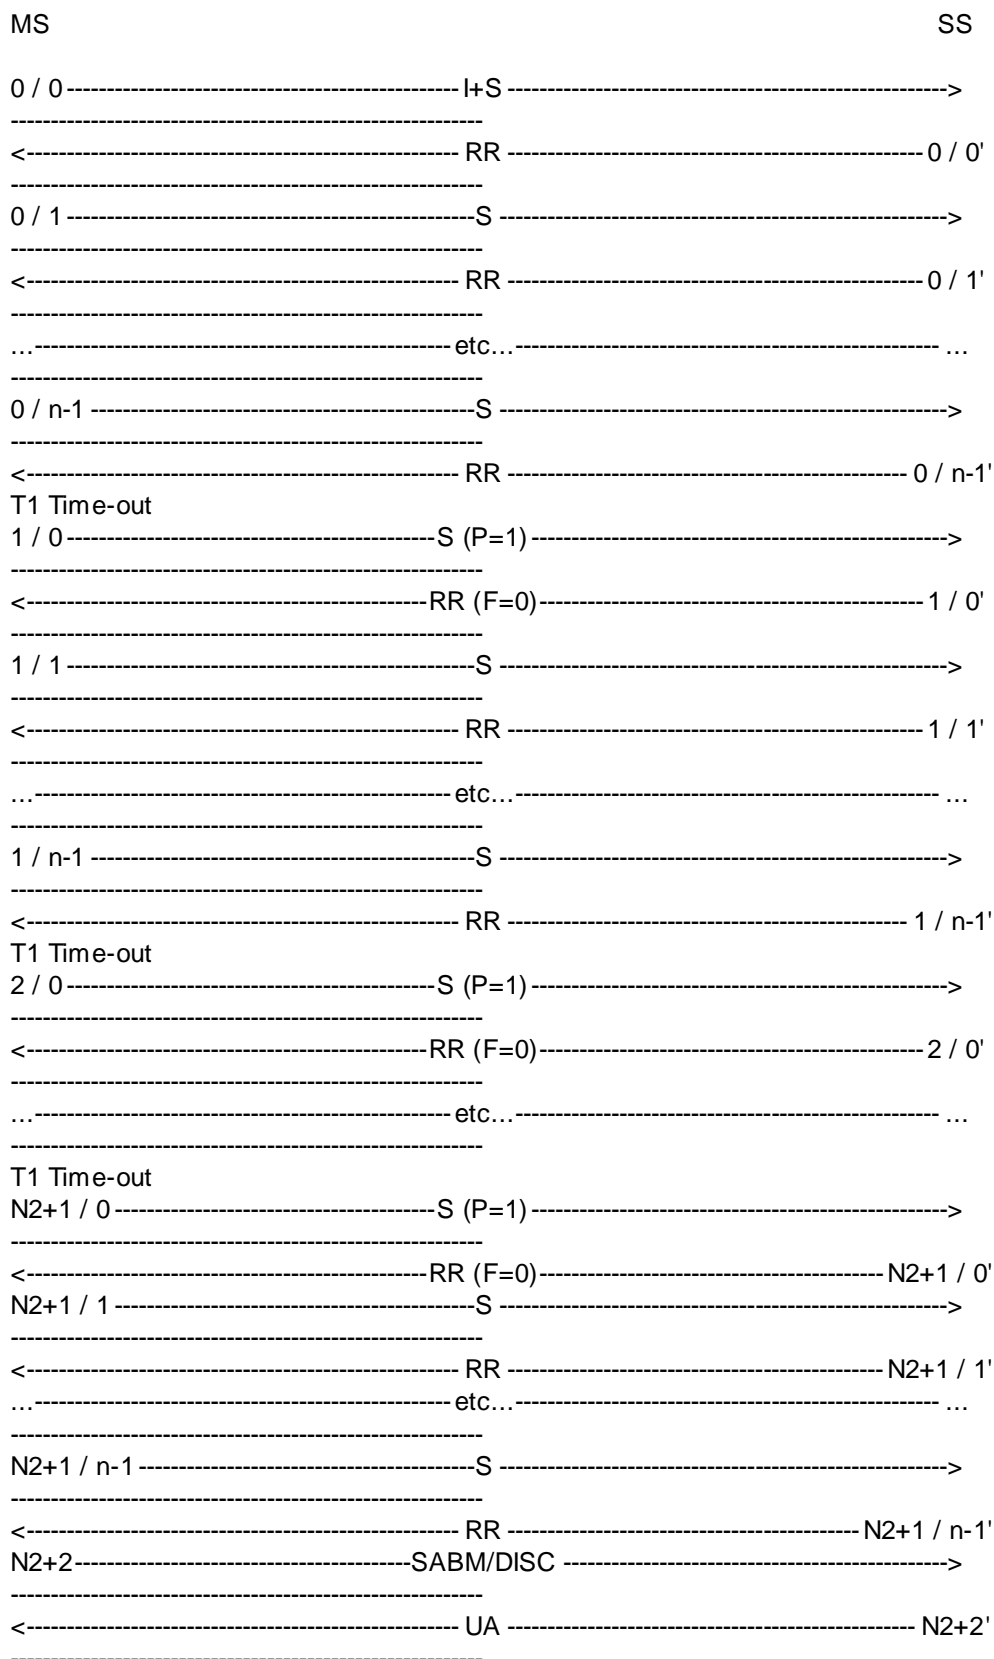 MS SS
0 / 0 ------------------------------------------------- I+S -------------------------------------------------------->
-----------------------------------------------------------
<------------------------------------------------------ RR ---------------------------------------------------- 0 / 0'
-----------------------------------------------------------
0 / 1 ---------------------------------------------------S -------------------------------------------------------->
-----------------------------------------------------------
<------------------------------------------------------ RR ---------------------------------------------------- 0 / 1'
-----------------------------------------------------------
...---------------------------------------------------- etc...----------------------------------------------------- ...
-----------------------------------------------------------
0 / n-1 ------------------------------------------------S -------------------------------------------------------->
-----------------------------------------------------------
<------------------------------------------------------ RR -------------------------------------------------- 0 / n-1'
T1 Time-out
1 / 0 ---------------------------------------------- S (P=1) ---------------------------------------------------->
-----------------------------------------------------------
<--------------------------------------------------RR (F=0)------------------------------------------------ 1 / 0'
-----------------------------------------------------------
1 / 1 ---------------------------------------------------S -------------------------------------------------------->
-----------------------------------------------------------
<------------------------------------------------------ RR ---------------------------------------------------- 1 / 1'
-----------------------------------------------------------
...---------------------------------------------------- etc...----------------------------------------------------- ...
-----------------------------------------------------------
1 / n-1 ------------------------------------------------S -------------------------------------------------------->
-----------------------------------------------------------
<------------------------------------------------------ RR -------------------------------------------------- 1 / n-1'
T1 Time-out
2 / 0 ---------------------------------------------- S (P=1) ---------------------------------------------------->
-----------------------------------------------------------
<--------------------------------------------------RR (F=0)------------------------------------------------ 2 / 0'
-----------------------------------------------------------
...---------------------------------------------------- etc...----------------------------------------------------- ...
-----------------------------------------------------------
T1 Time-out
N2+1 / 0 ---------------------------------------- S (P=1) ---------------------------------------------------->
-----------------------------------------------------------
<--------------------------------------------------RR (F=0)------------------------------------------- N2+1 / 0'
N2+1 / 1 ---------------------------------------------S -------------------------------------------------------->
-----------------------------------------------------------
<------------------------------------------------------ RR ----------------------------------------------- N2+1 / 1'
...---------------------------------------------------- etc...----------------------------------------------------- ...
-----------------------------------------------------------
N2+1 / n-1 ------------------------------------------S -------------------------------------------------------->
-----------------------------------------------------------
<------------------------------------------------------ RR -------------------------------------------- N2+1 / n-1'
N2+2------------------------------------------SABM/DISC ------------------------------------------------>
-----------------------------------------------------------
<------------------------------------------------------ UA --------------------------------------------------- N2+2'
-----------------------------------------------------------